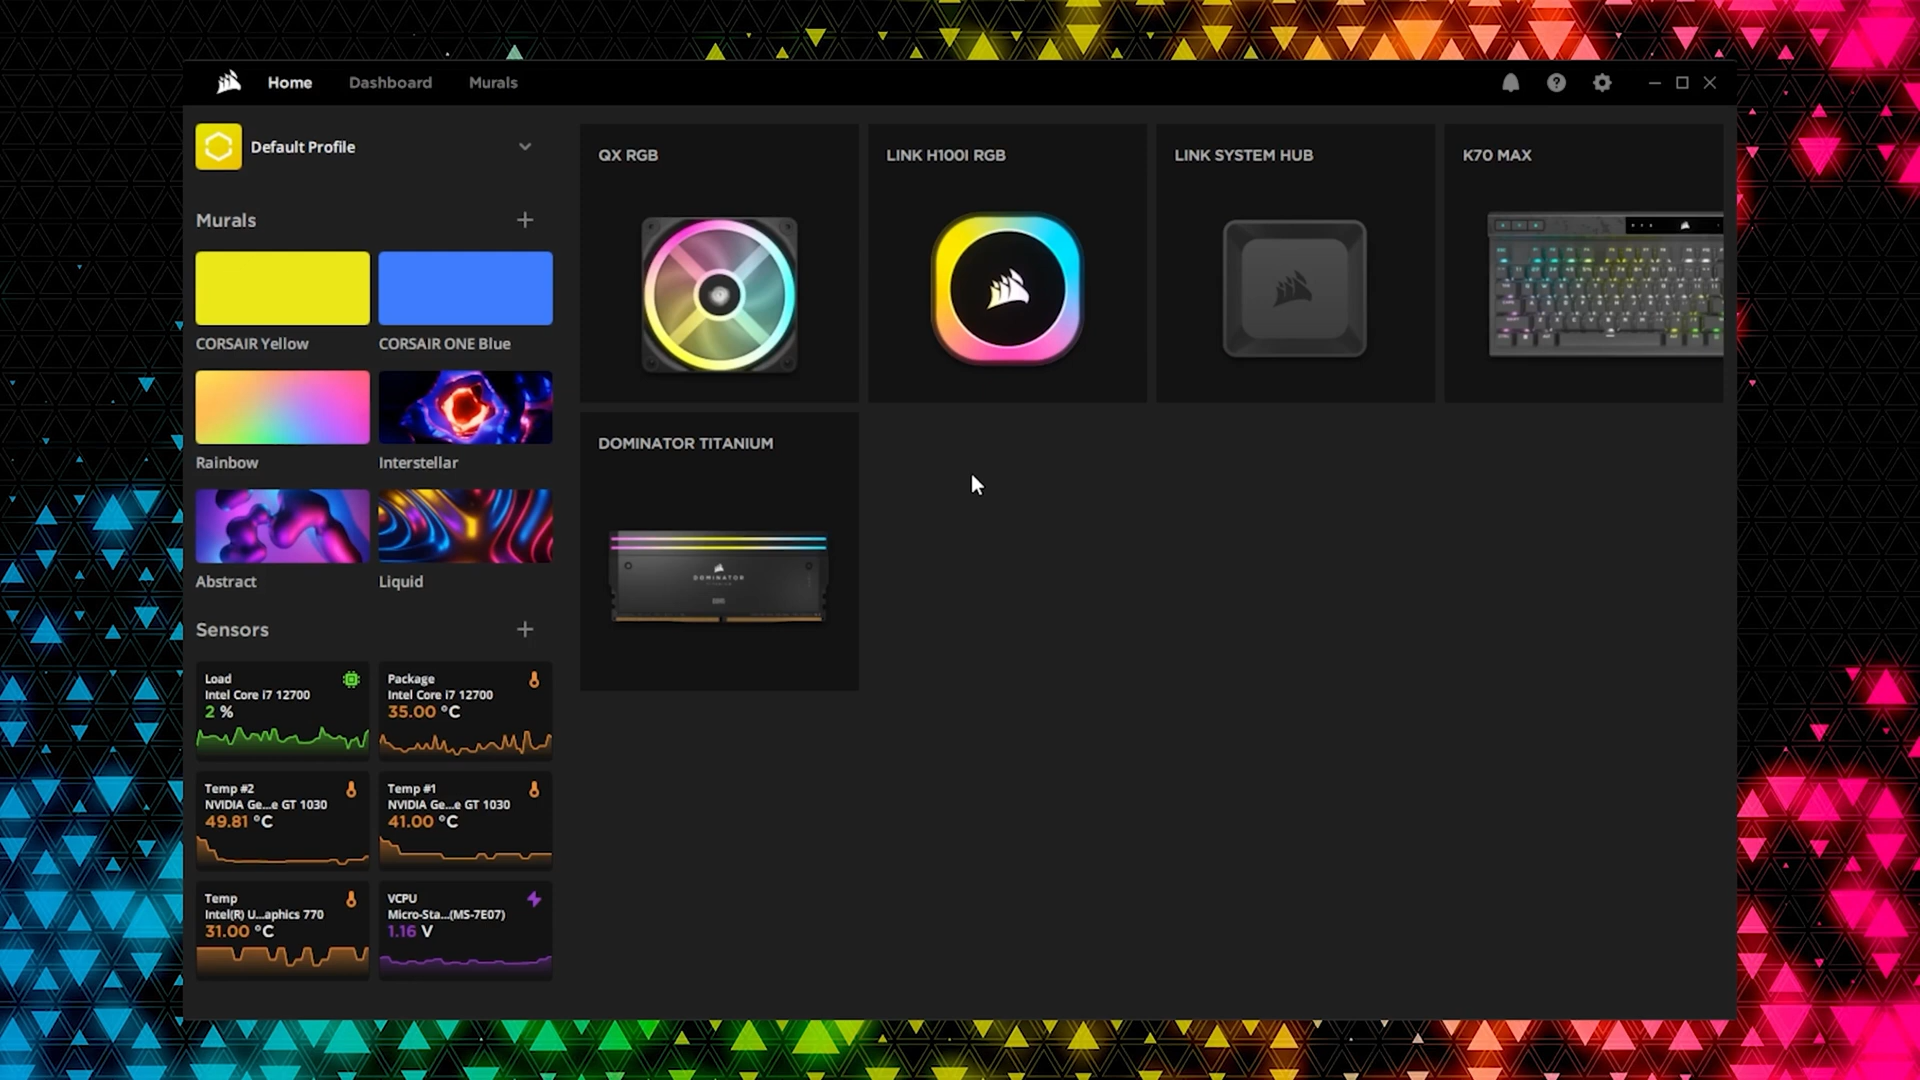 Home
Dashboard
Murals
Default Profile
Murals
CORSAIR Yellow
CORSAIR ONE Blue
Rainbow
Interstellar
Abstract
Liquid
Sensors
Load
Intel Core i7 12700
2 %
Package
Intel Core i7 12700
35.00 °C
Temp #2
NVIDIA Ge...e GT 1030
49.81 °C
Temp #1
NVIDIA Ge...e GT 1030
41.00 °C
Temp
Intel(R) U...aphics 770
31.00 °C
VCPU
Micro-Sta...(MS-7E07)
1.16 V
QX RGB
LINK H100I RGB
LINK SYSTEM HUB
K70 MAX
DOMINATOR TITANIUM
DOMINATOR